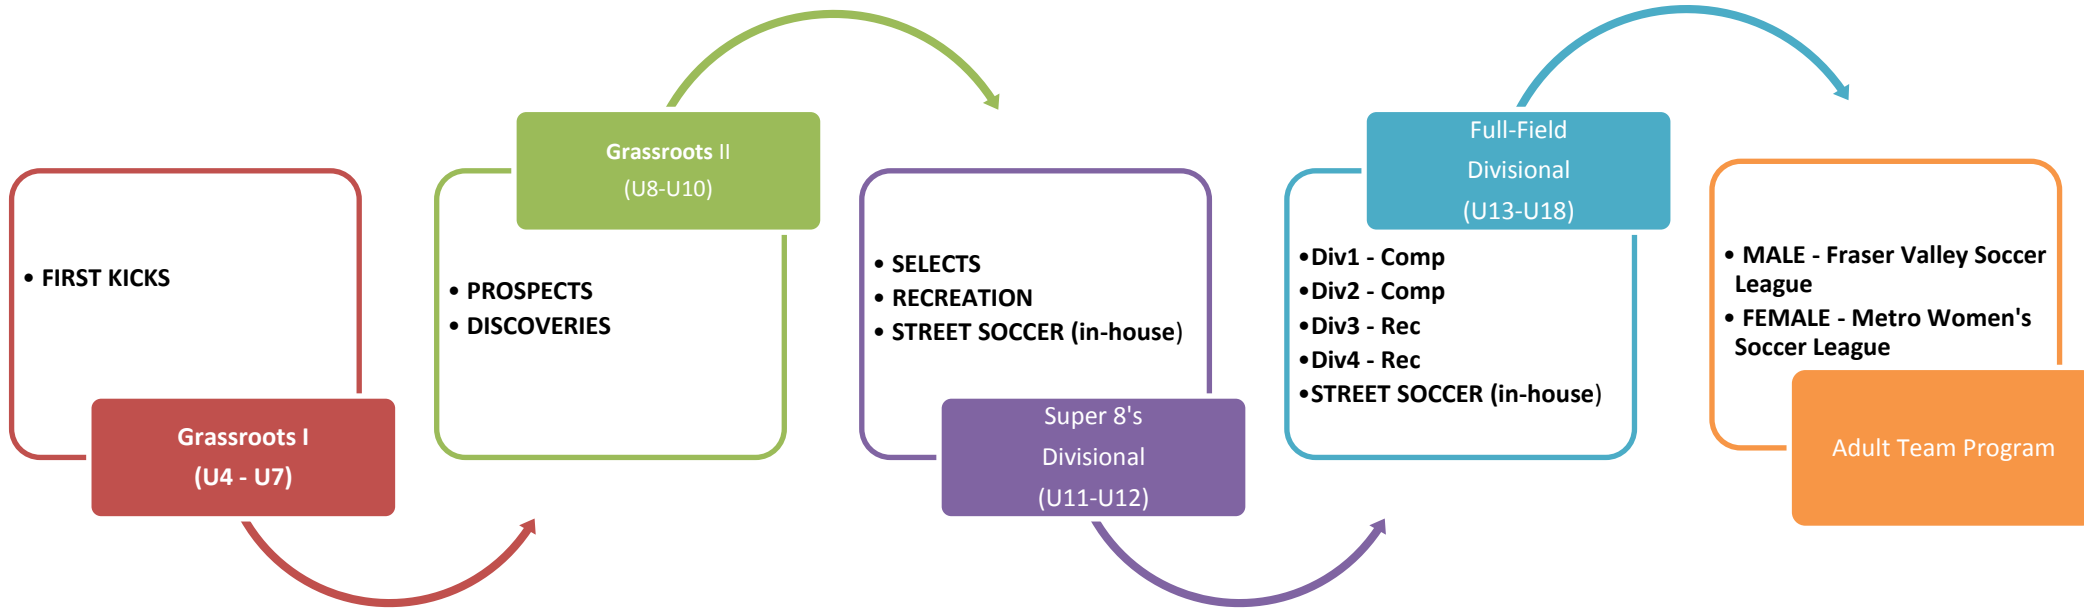 • FIRST KICKS
Grassroots I
(U4 - U7)
Grassroots II
(U8-U10)
• PROSPECTS
• DISCOVERIES
• SELECTS
• RECREATION
• STREET SOCCER (in-house)
Super 8's
Divisional
(U11-U12)
Full-Field
Divisional
(U13-U18)
•Div1 - Comp
•Div2 - Comp
•Div3 - Rec
•Div4 - Rec
•STREET SOCCER (in-house)
• MALE - Fraser Valley Soccer
League
• FEMALE - Metro Women's
Soccer League
Adult Team Program